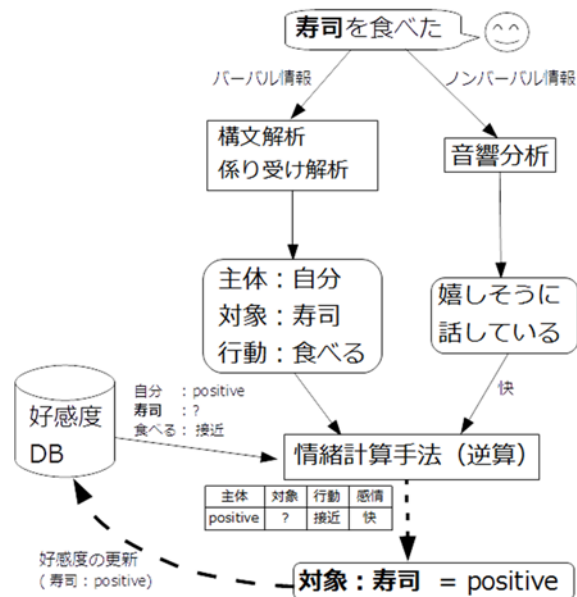 寿司を食べた
バーバル情報
ノンバーバル情報
構文解析
係り受け解析
音響分析
主体：自分
対象：寿司
行動：食べる
嬉しそうに
話している
快
好感度
DB
自分 ：positive
寿司 ：?
食べる：接近
情緒計算手法（逆算）
主体 対象 行動 感情
positive ? 接近 快
好感度の更新
(寿司：positive)
対象：寿司 = positive